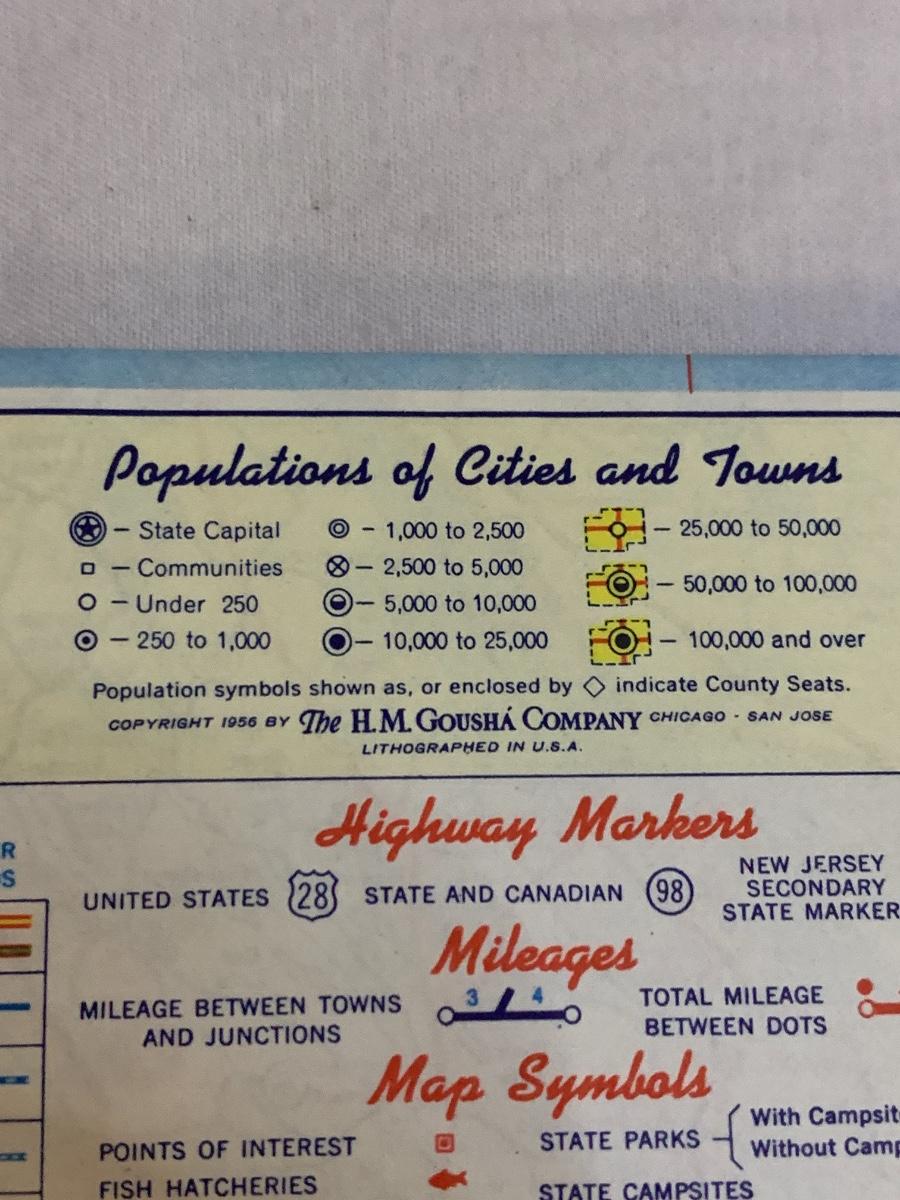 Populations of Cities and Towns
— State Capital
— Communities
— Under 250
— 250 to 1,000
— 1,000 to 2,500
— 2,500 to 5,000
— 5,000 to 10,000
— 10,000 to 25,000
— 25,000 to 50,000
— 50,000 to 100,000
— 100,000 and over
Population symbols shown as, or enclosed by ◇ indicate County Seats.
COPYRIGHT 1956 BY The H.M. GOUSHÁ COMPANY CHICAGO - SAN JOSE
LITHOGRAPHED IN U.S.A.
Highway Markers
UNITED STATES 28 STATE AND CANADIAN 98
NEW JERSEY
SECONDARY
STATE MARKER
Mileages
MILEAGE BETWEEN TOWNS
AND JUNCTIONS
3 4
TOTAL MILEAGE
BETWEEN DOTS
Map Symbols
POINTS OF INTEREST
FISH HATCHERIES
STATE PARKS
With
Without
STATE CAMPSITES